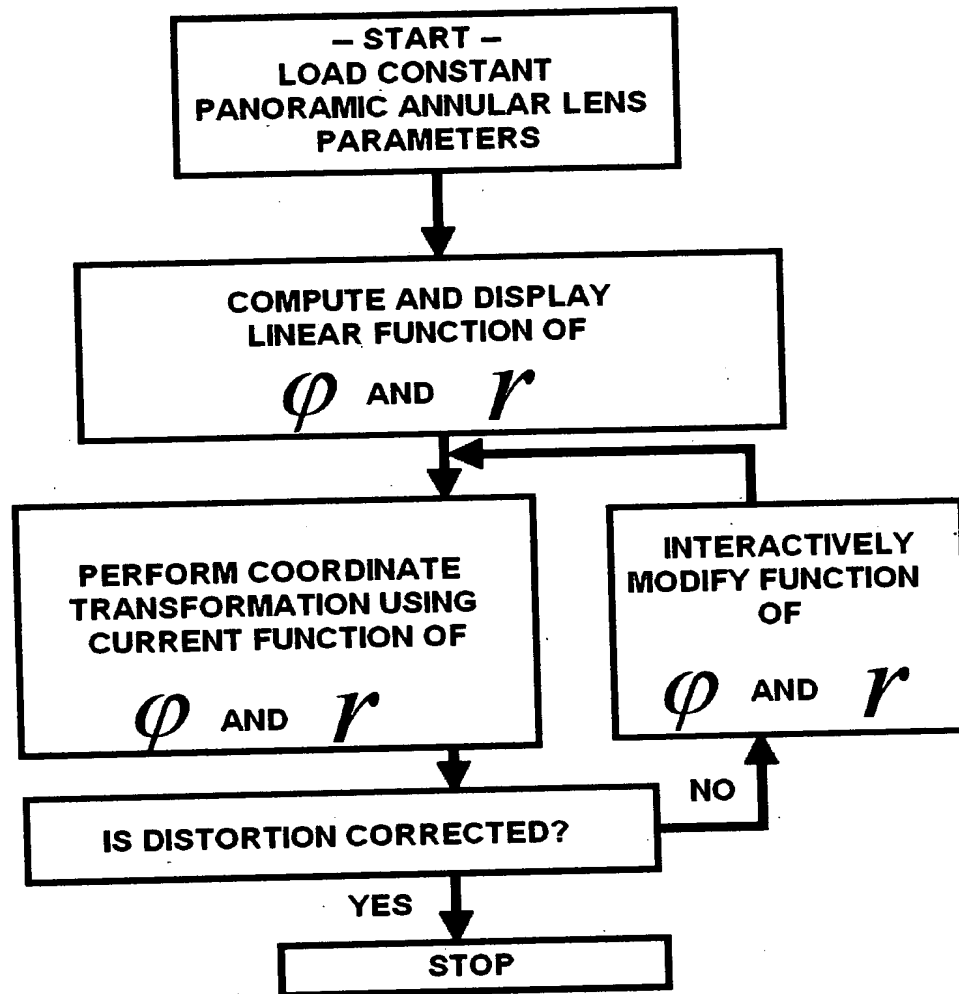 – START –
LOAD CONSTANT
PANORAMIC ANNULAR LENS
PARAMETERS
COMPUTE AND DISPLAY
LINEAR FUNCTION OF
φ AND r
PERFORM COORDINATE
TRANSFORMATION USING
CURRENT FUNCTION OF
φ AND r
INTERACTIVELY
MODIFY FUNCTION
OF
φ AND r
IS DISTORTION CORRECTED?
NO
YES
STOP